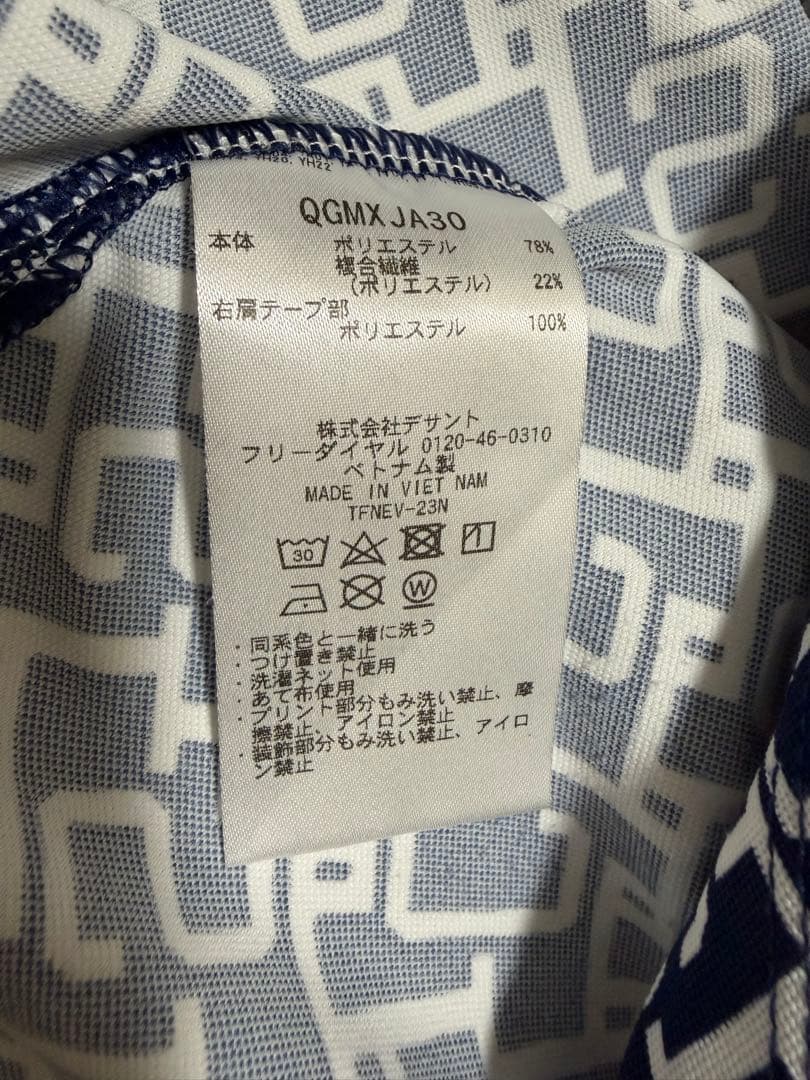 YH22
QGMXJA30
本体 ポリエステル 78%
複合繊維
(ポリエステル) 22%
右肩テープ部
ポリエステル 100%
株式会社デサント
フリーダイヤル 0120-46-0310
ベトナム製
MADE IN VIET NAM
TFNEV-23N
30
W
・同系色と一緒に洗う
・つけ置き禁止
・洗濯ネット使用
・あて布使用
・プリント部分もみ洗い禁止、摩
擦禁止、アイロン禁止
・装飾部分もみ洗い禁止、アイロ
ン禁止